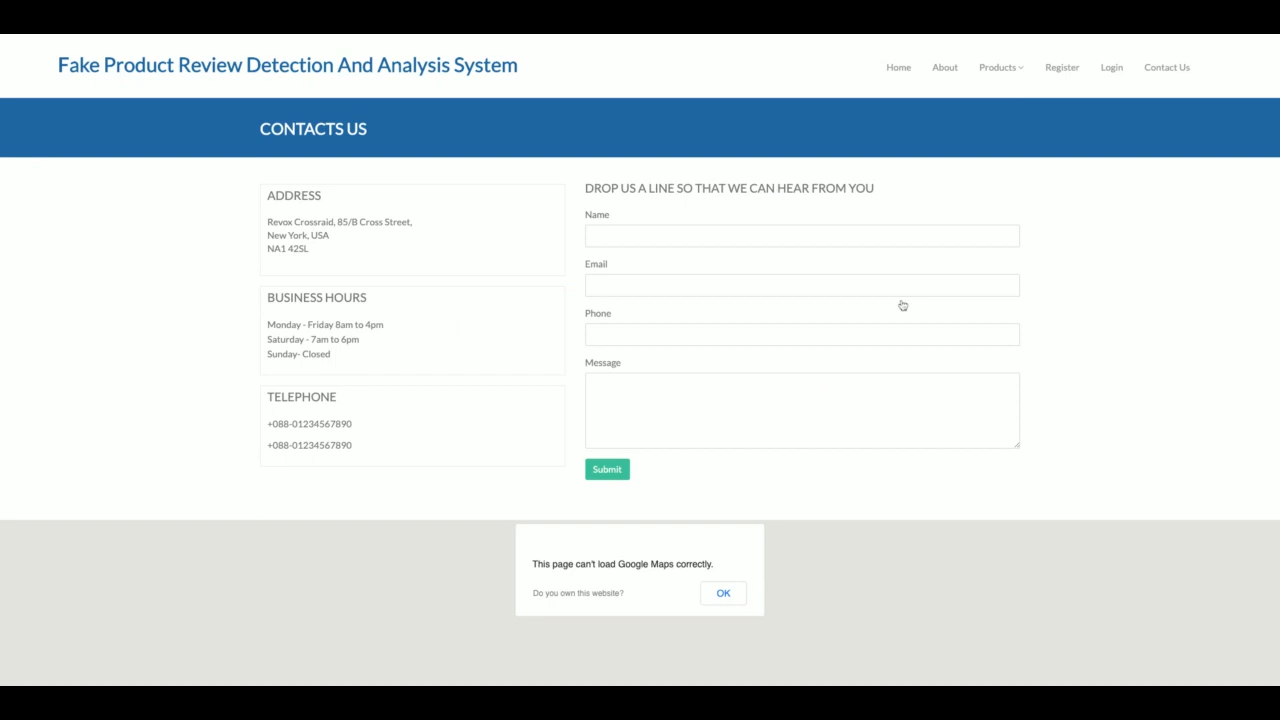 Fake Product Review Detection And Analysis System
Home About Products Register Login Contact Us
CONTACTS US
ADDRESS
Revox Crossraid, 85/B Cross Street,
New York, USA
NA1 42SL
BUSINESS HOURS
Monday - Friday 8am to 4pm
Saturday - 7am to 6pm
Sunday- Closed
TELEPHONE
+088-01234567890
+088-01234567890
DROP US A LINE SO THAT WE CAN HEAR FROM YOU
Name
Email
Phone
Message
Submit
This page can't load Google Maps correctly.
Do you own this website? OK